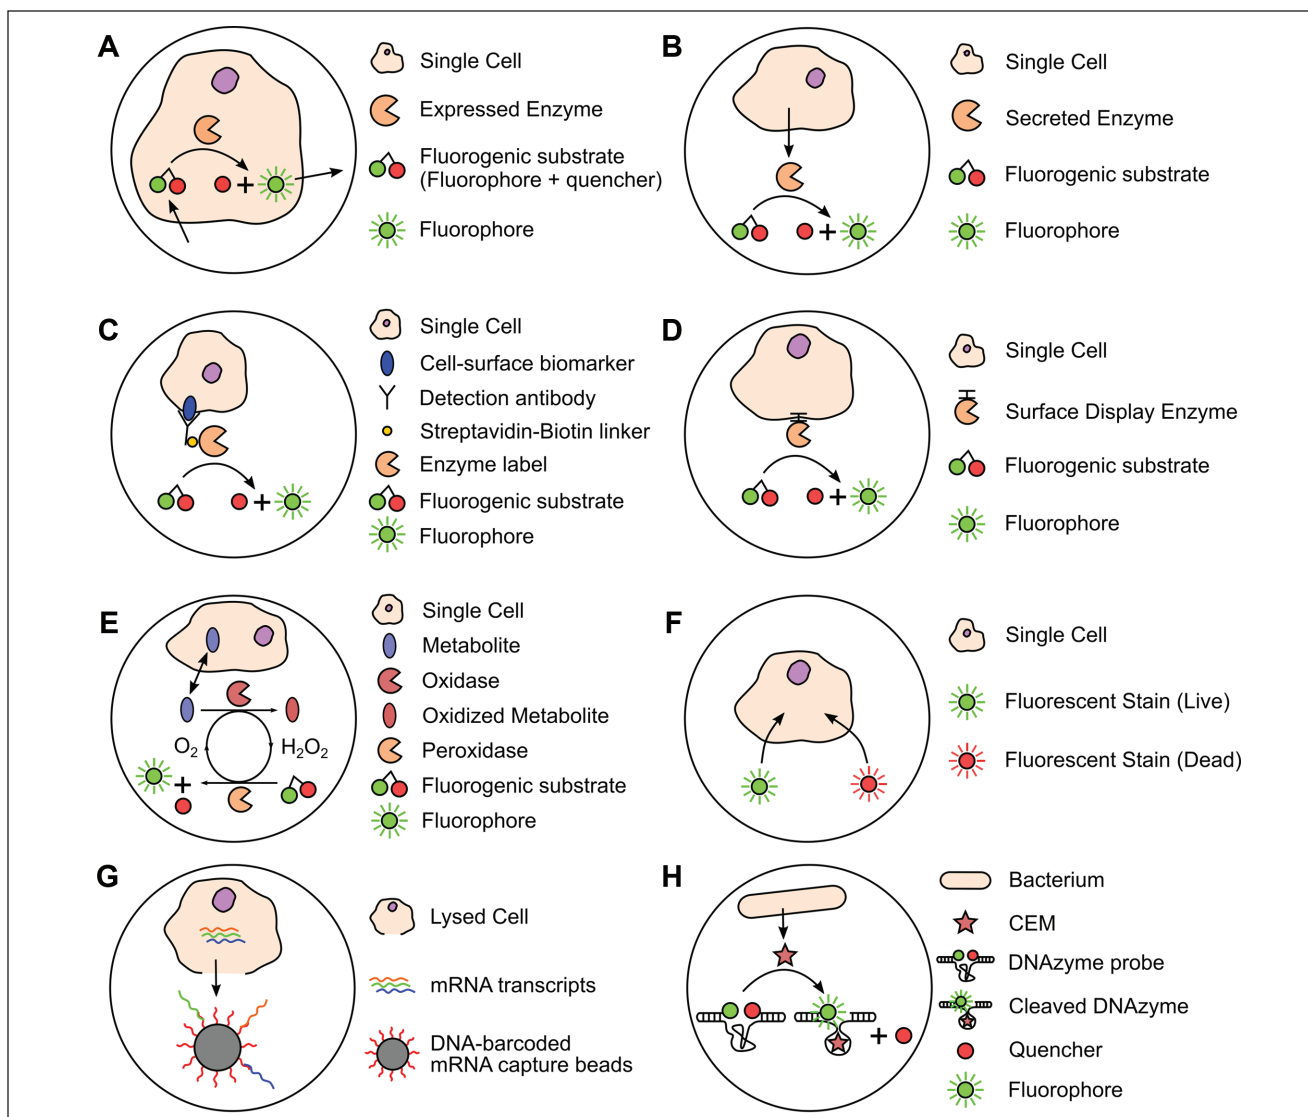 A
Single Cell
Expressed Enzyme
Fluorogenic substrate
(Fluorophore + quencher)
Fluorophore
+
B
Single Cell
Secreted Enzyme
Fluorogenic substrate
Fluorophore
+
C
Single Cell
Cell-surface biomarker
Detection antibody
Streptavidin-Biotin linker
Enzyme label
Fluorogenic substrate
Fluorophore
+
D
Single Cell
Surface Display Enzyme
Fluorogenic substrate
Fluorophore
+
E
Single Cell
Metabolite
Oxidase
Oxidized Metabolite
Peroxidase
Fluorogenic substrate
Fluorophore
O₂
H₂O₂
+
F
Single Cell
Fluorescent Stain (Live)
Fluorescent Stain (Dead)
G
Lysed Cell
mRNA transcripts
DNA-barcoded
mRNA capture beads
H
Bacterium
CEM
DNAzyme probe
Cleaved DNAzyme
Quencher
Fluorophore
+